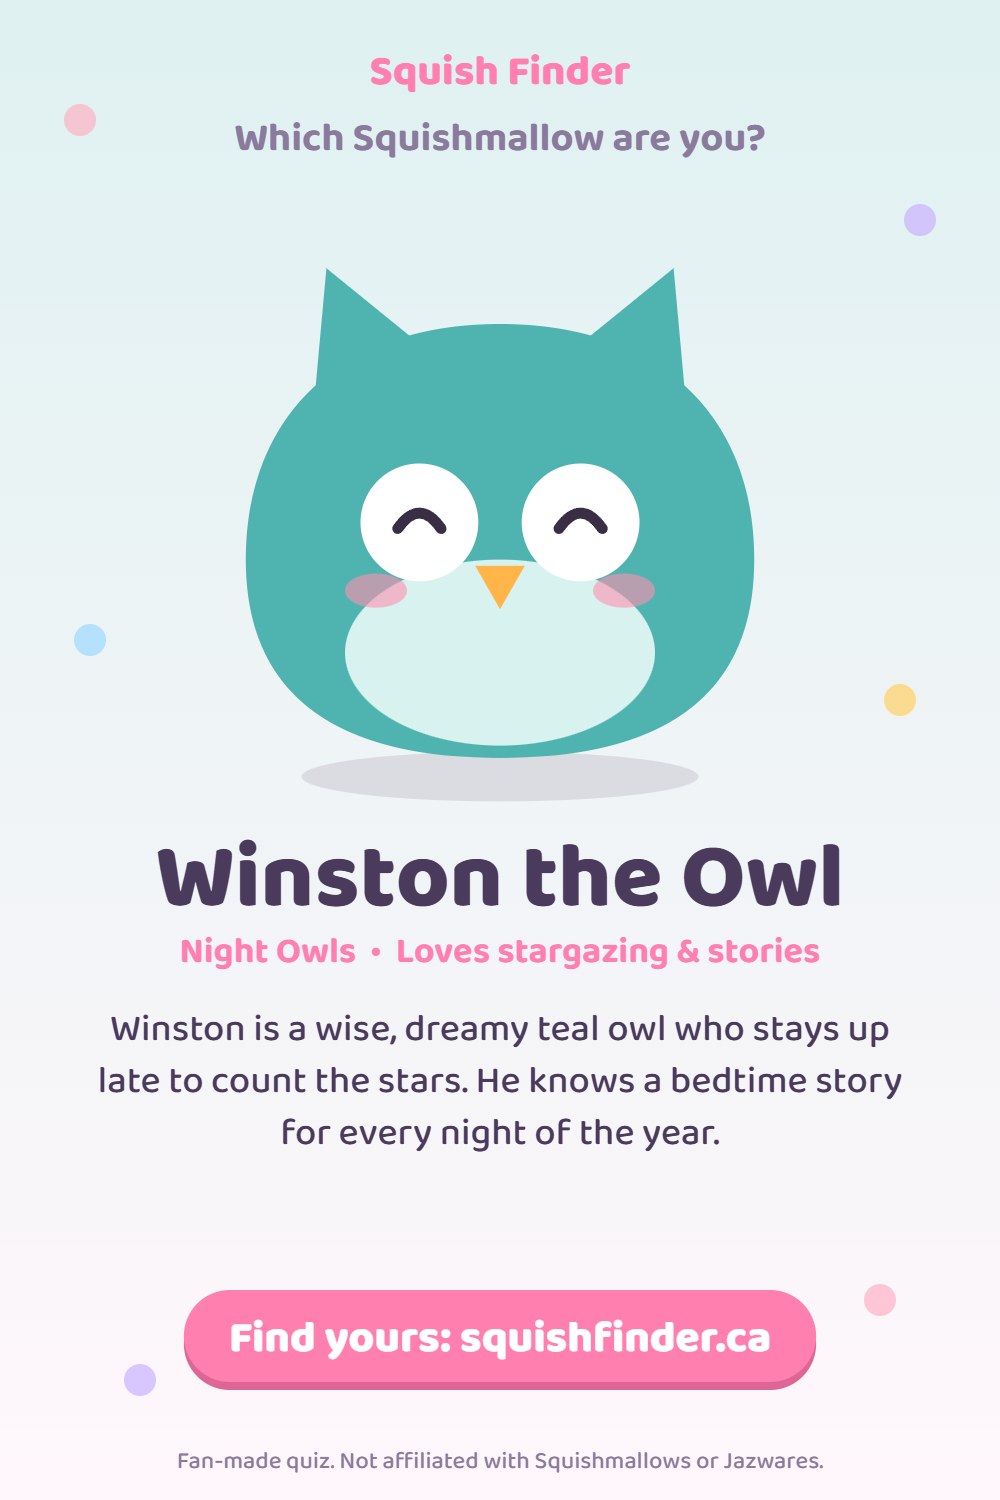 Squish Finder
Which Squishmallow are you?
Winston the Owl
Night Owls • Loves stargazing & stories
Winston is a wise, dreamy teal owl who stays up
late to count the stars. He knows a bedtime story
for every night of the year.
Find yours: squishfinder.ca
Fan-made quiz. Not affiliated with Squishmallows or Jazwares.